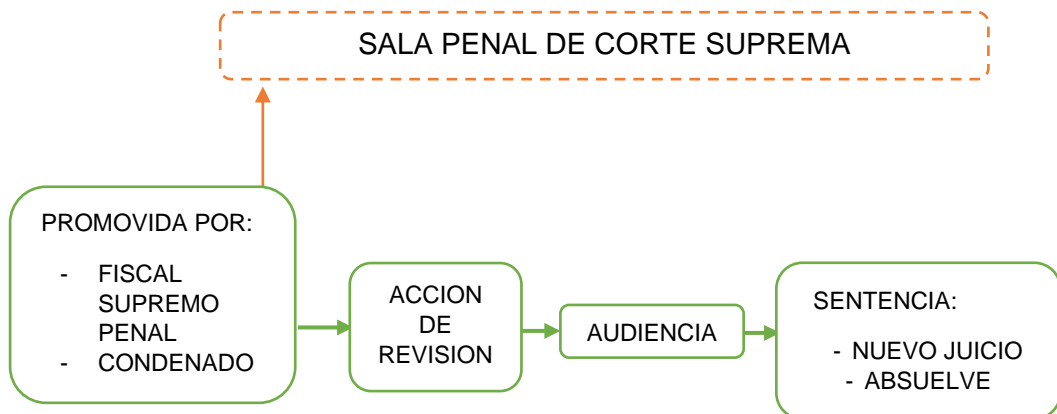 SALA PENAL DE CORTE SUPREMA
PROMOVIDA POR:
- FISCAL
SUPREMO
PENAL
- CONDENADO
ACCION
DE
REVISION
AUDIENCIA
SENTENCIA:
- NUEVO JUICIO
- ABSUELVE